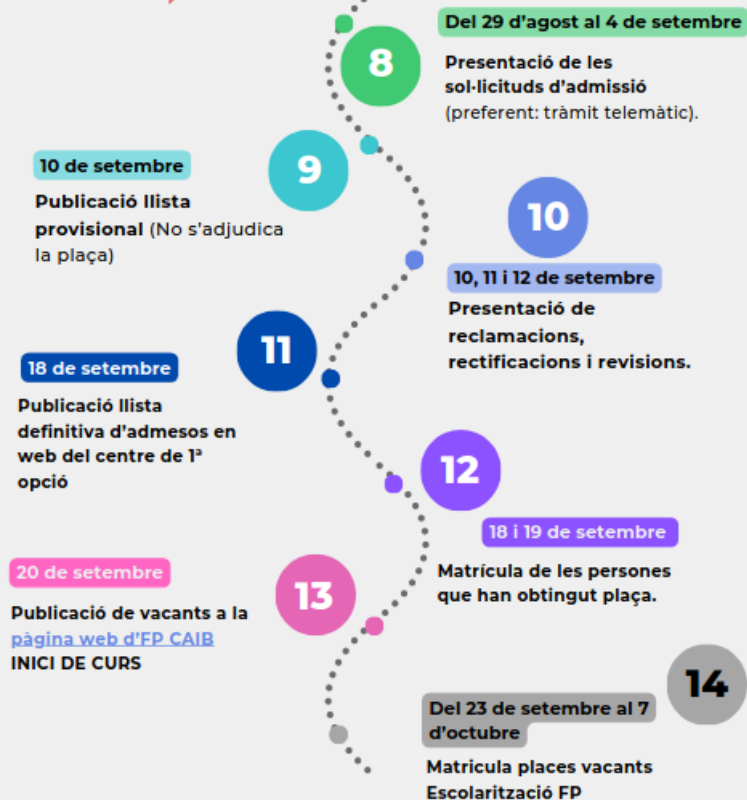 8
Del 29 d'agost al 4 de setembre
Presentació de les
sol·licituds d'admissió
(preferent: tràmit telemàtic).
9
10 de setembre
Publicació llista
provisional (No s'adjudica
la plaça)
10
10, 11 i 12 de setembre
Presentació de
reclamacions,
rectificacions i revisions.
11
18 de setembre
Publicació llista
definitiva d'admesos en
web del centre de 1ª
opció
12
18 i 19 de setembre
Matrícula de les persones
que han obtingut plaça.
13
20 de setembre
Publicació de vacants a la
pàgina web d'FP CAIB
INICI DE CURS
14
Del 23 de setembre al 7
d'octubre
Matricula places vacants
Escolarització FP